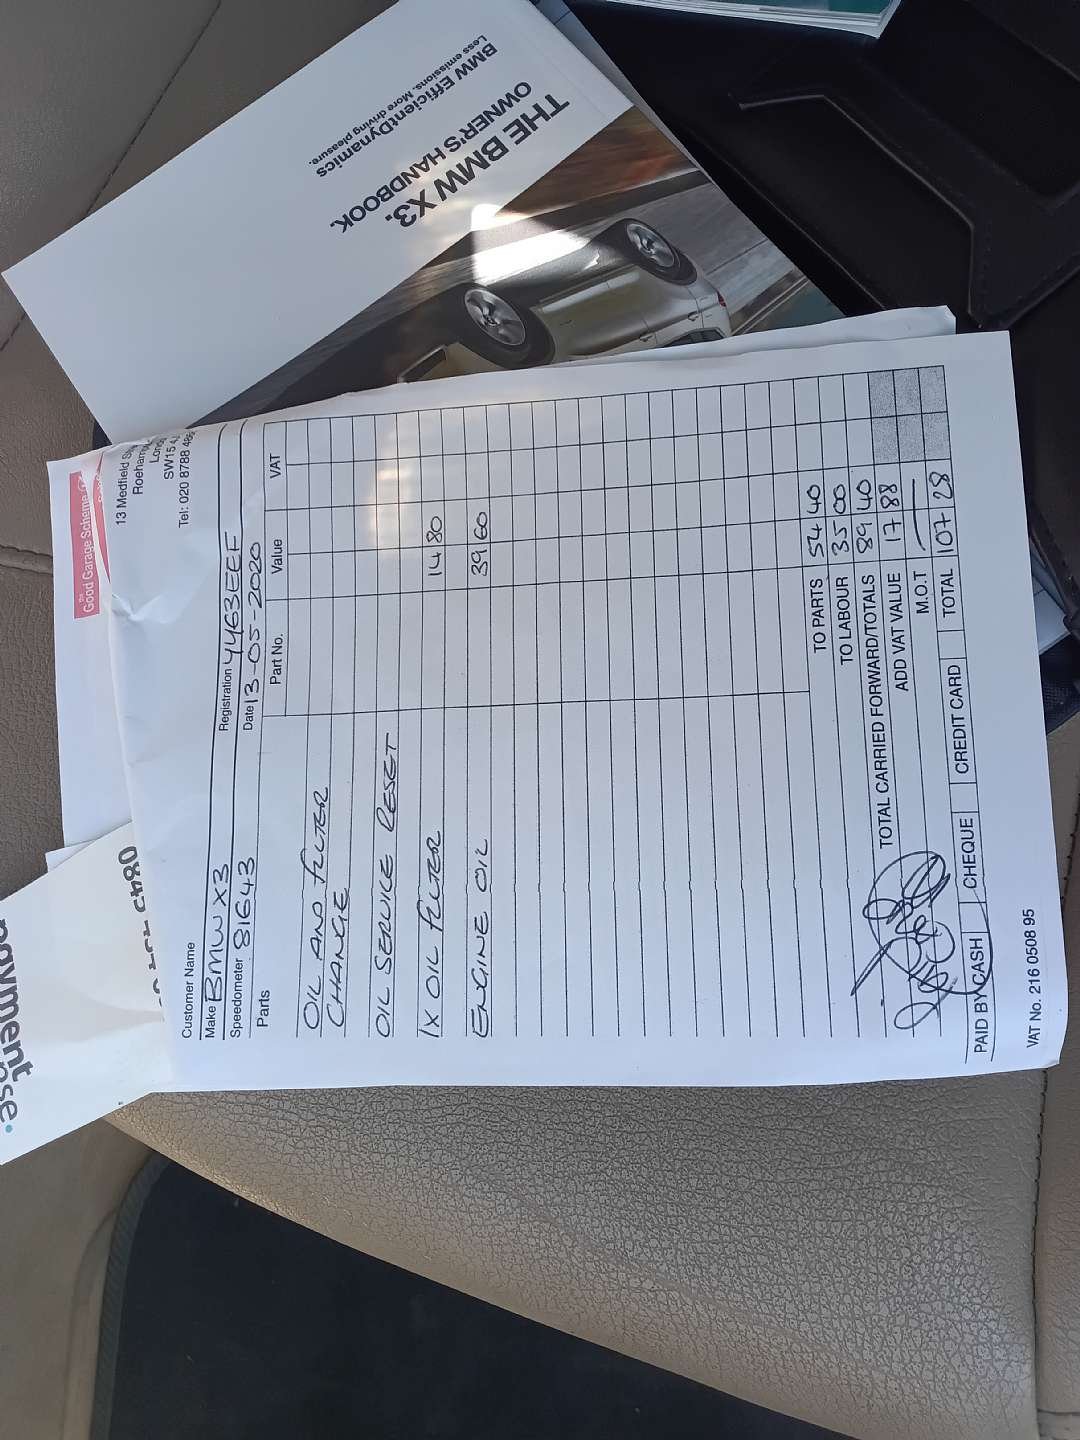 THE BMW X3.
OWNER'S HANDBOOK.
BMW EfficientDynamics
Less emissions. More driving pleasure.
the
Good Garage Scheme
13 Medfield
SW15
Tel: 020 8788
Customer Name
Make BMW X3 Registration YY63EEF
Speedometer 81643 Date 13-05-2020
Parts Part No. Value VAT
OIL AND FILTER
CHANGE
OIL SERVICE RESET
1X OIL FILTER 14 80
ENGINE OIL 39 60
TO PARTS 54 40
TO LABOUR 35 00
TOTAL CARRIED FORWARD/TOTALS 89 40
ADD VAT VALUE 17 88
M.O.T —
PAID BY CASH CHEQUE CREDIT CARD TOTAL 107 28
VAT No. 216 0508 95
0843